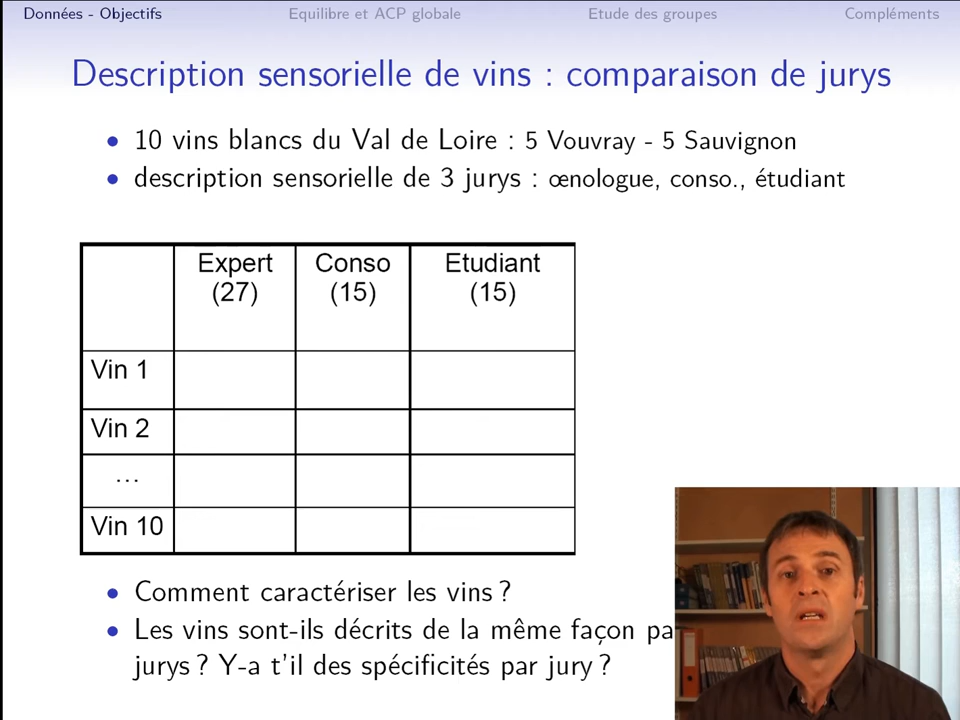 Données - Objectifs Equilibre et ACP globale Etude des groupes Compléments
Description sensorielle de vins : comparaison de jurys
• 10 vins blancs du Val de Loire : 5 Vouvray - 5 Sauvignon
• description sensorielle de 3 jurys : œnologue, conso., étudiant
Expert Conso Etudiant
(27) (15) (15)
Vin 1
Vin 2
…
Vin 10
• Comment caractériser les vins ?
• Les vins sont-ils décrits de la même façon pa
jurys ? Y-a t'il des spécificités par jury ?